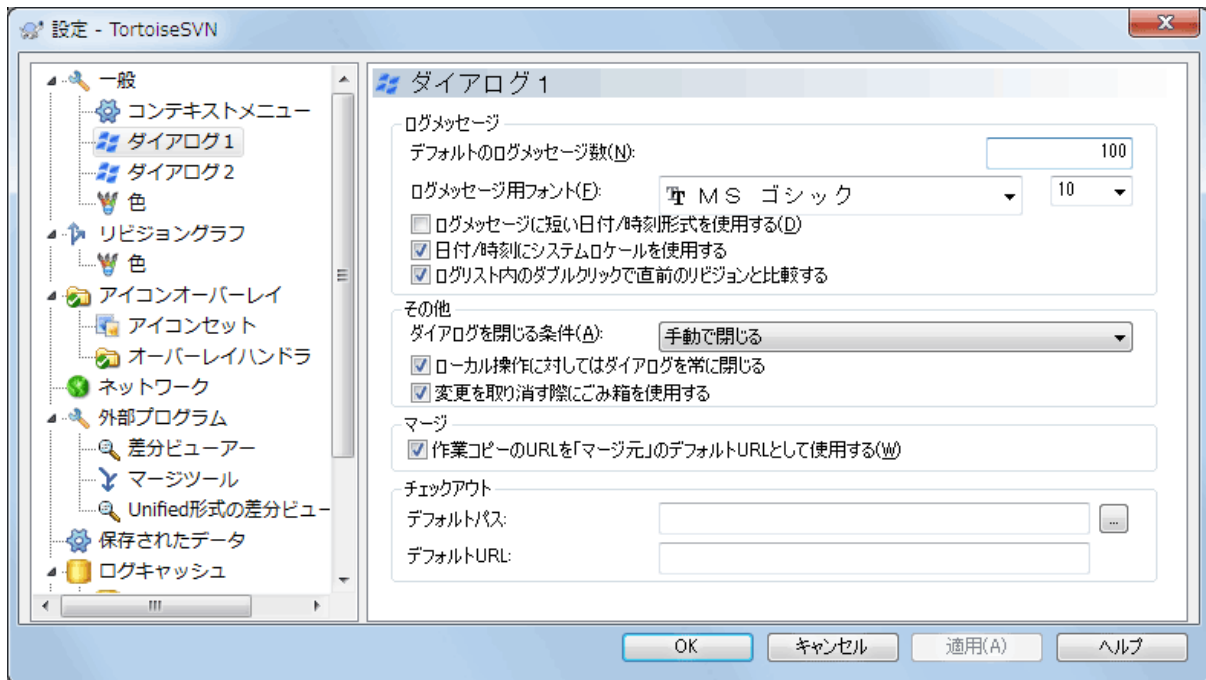 設定 - TortoiseSVN
一般
コンテキストメニュー
ダイアログ1
ダイアログ2
色
リビジョングラフ
色
アイコンオーバーレイ
アイコンセット
オーバーレイハンドラ
ネットワーク
外部プログラム
差分ビューアー
マージツール
Unified形式の差分ビュー
保存されたデータ
ログキャッシュ
ダイアログ1
ログメッセージ
デフォルトのログメッセージ数(N): 100
ログメッセージ用フォント(F): MS ゴシック 10
ログメッセージに短い日付/時刻形式を使用する(D)
日付/時刻にシステムロケールを使用する
ログリスト内のダブルクリックで直前のリビジョンと比較する
その他
ダイアログを閉じる条件(A): 手動で閉じる
ローカル操作に対してはダイアログを常に閉じる
変更を取り消す際にごみ箱を使用する
マージ
作業コピーのURLを「マージ元」のデフォルトURLとして使用する(W)
チェックアウト
デフォルトパス: ...
デフォルトURL:
OK キャンセル 適用(A) ヘルプ